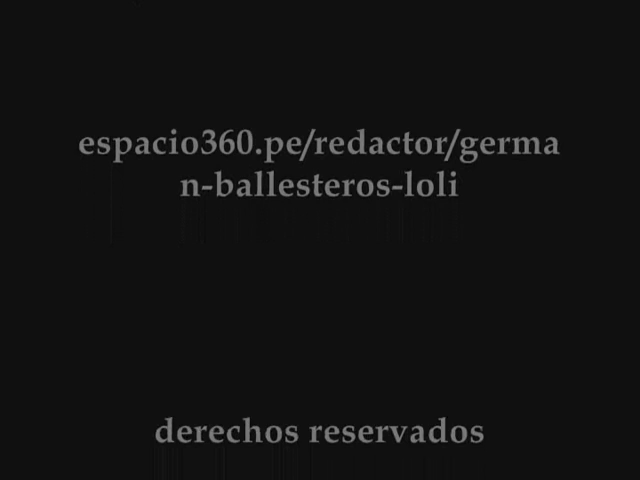 espacio360.pe/redactor/germa
n-ballesteros-loli
derechos reservados